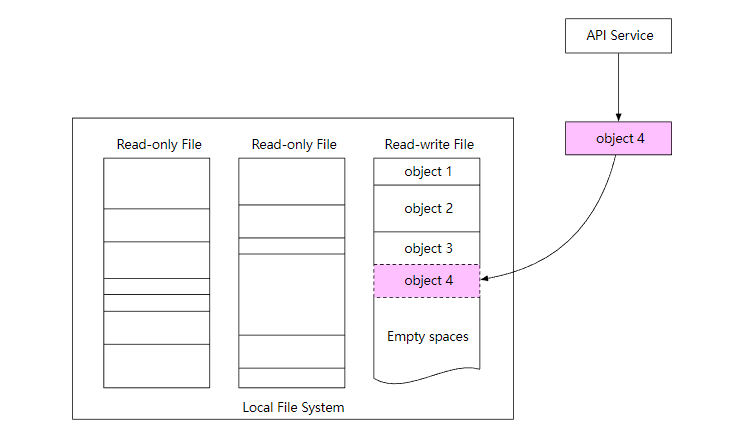 API Service
object 4
Read-only File
Read-only File
Read-write File
object 1
object 2
object 3
object 4
Empty spaces
Local File System